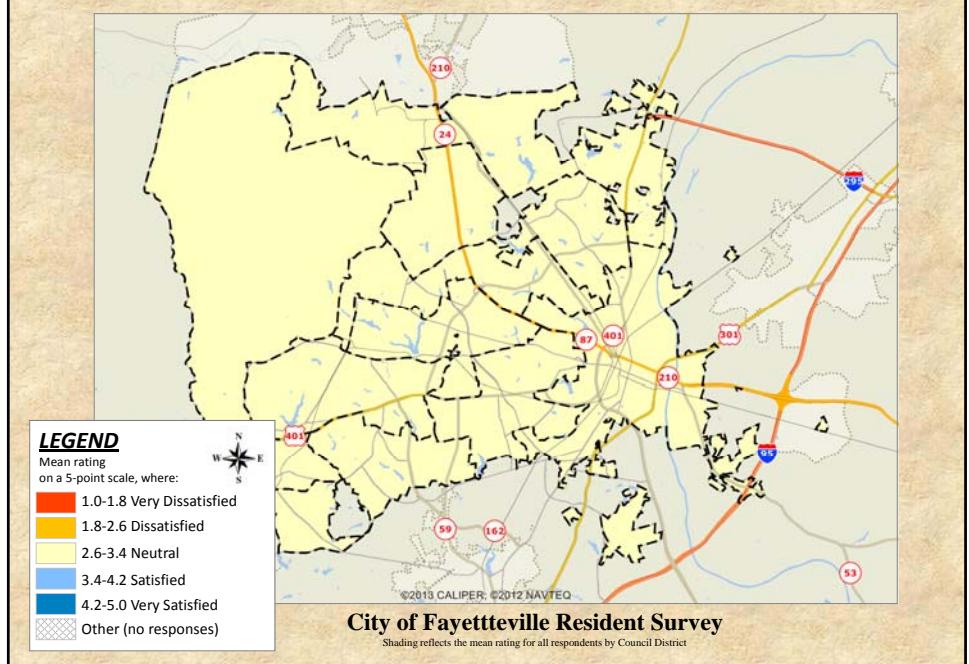 210
24
295
301
87
401
210
401
95
59
162
53
LEGEND
N
W E
S
Mean rating
on a 5-point scale, where:
1.0-1.8 Very Dissatisfied
1.8-2.6 Dissatisfied
2.6-3.4 Neutral
3.4-4.2 Satisfied
4.2-5.0 Very Satisfied
Other (no responses)
©2013 CALIPER; ©2012 NAVTEQ
City of Fayettteville Resident Survey
Shading reflects the mean rating for all respondents by Council District